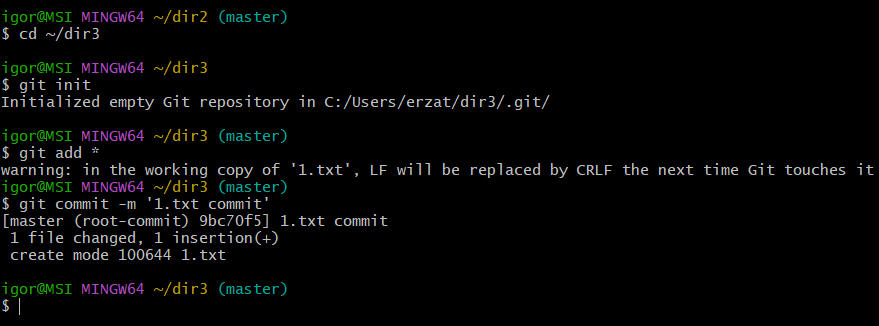 igor@MSI MINGW64 ~/dir2 (master)
$ cd ~/dir3
igor@MSI MINGW64 ~/dir3
$ git init
Initialized empty Git repository in C:/Users/erzat/dir3/.git/
igor@MSI MINGW64 ~/dir3 (master)
$ git add *
warning: in the working copy of '1.txt', LF will be replaced by CRLF the next time Git touches it
igor@MSI MINGW64 ~/dir3 (master)
$ git commit -m '1.txt commit'
[master (root-commit) 9bc70f5] 1.txt commit
 1 file changed, 1 insertion(+)
 create mode 100644 1.txt
igor@MSI MINGW64 ~/dir3 (master)
$